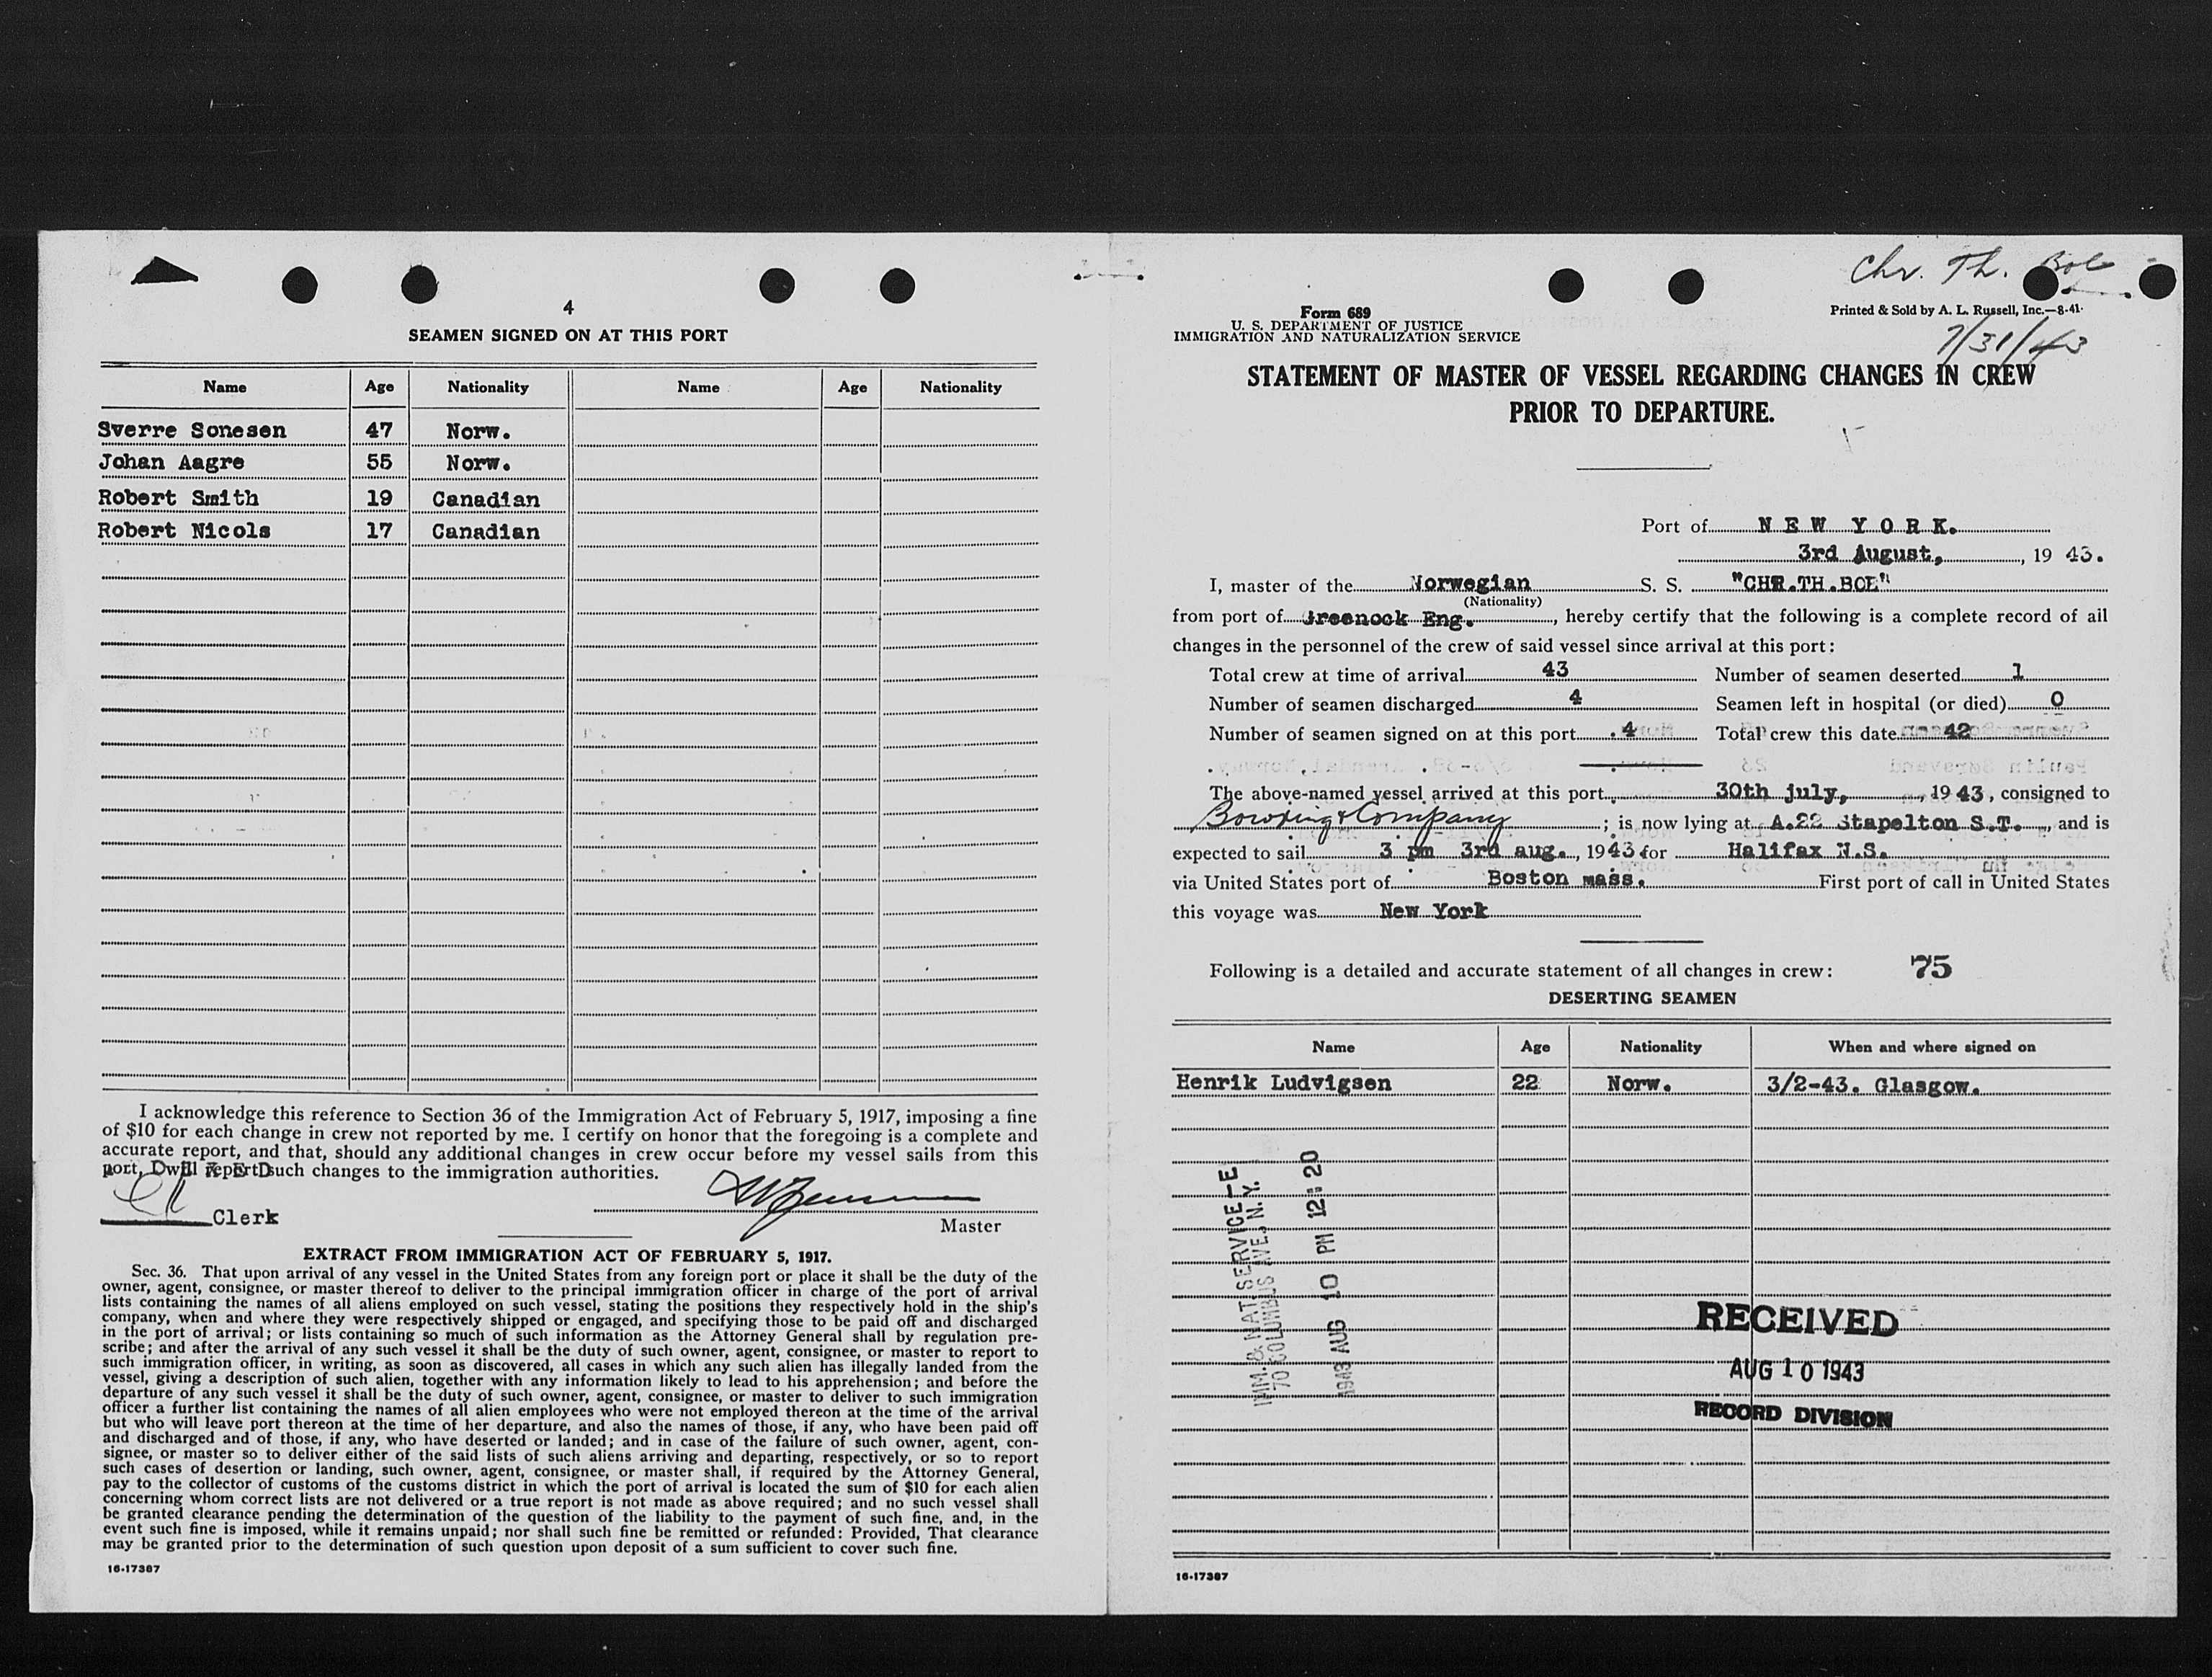 4
SEAMEN SIGNED ON AT THIS PORT
Name Age Nationality Name Age Nationality
Sverre Sonesen 47 Norw.
Johan Aagre 55 Norw.
Robert Smith 19 Canadian
Robert Nicols 17 Canadian
I acknowledge this reference to Section 36 of the Immigration Act of February 5, 1917, imposing a fine
of $10 for each change in crew not reported by me. I certify on honor that the foregoing is a complete and
accurate report, and that, should any additional changes in crew occur before my vessel sails from this
port, I will report such changes to the immigration authorities.
Clerk
Master
EXTRACT FROM IMMIGRATION ACT OF FEBRUARY 5, 1917.
Sec. 36. That upon arrival of any vessel in the United States from any foreign port or place it shall be the duty of the
owner, agent, consignee, or master thereof to deliver to the principal immigration officer in charge of the port of arrival
lists containing the names of all aliens employed on such vessel, stating the positions they respectively hold in the ship's
company, when and where they were respectively shipped or engaged, and specifying those to be paid off and discharged
in the port of arrival; or lists containing so much of such information as the Attorney General shall by regulation pre-
scribe; and after the arrival of any such vessel it shall be the duty of such owner, agent, consignee, or master to report to
such immigration officer, in writing, as soon as discovered, all cases in which any such alien has illegally landed from the
vessel, giving a description of such alien, together with any information likely to lead to his apprehension; and before the
departure of any such vessel it shall be the duty of such owner, agent, consignee, or master to deliver to such immigration
officer a further list containing the names of all alien employees who were not employed thereon at the time of the arrival
but who will leave port thereon at the time of her departure, and also the names of those, if any, who have been paid off
and discharged and of those, if any, who have deserted or landed; and in case of the failure of such owner, agent, con-
signee, or master so to deliver either of the said lists of such aliens arriving and departing, respectively, or so to report
such cases of desertion or landing, such owner, agent, consignee, or master shall, if required by the Attorney General,
pay to the collector of customs of the customs district in which the port of arrival is located the sum of $10 for each alien
concerning whom correct lists are not delivered or a true report is not made as above required; and no such vessel shall
be granted clearance pending the determination of the question of the liability to the payment of such fine, and, in the
event such fine is imposed, while it remains unpaid; nor shall such fine be remitted or refunded: Provided, That clearance
may be granted prior to the determination of such question upon deposit of a sum sufficient to cover such fine.
16-17387
Chr. Th. Boe
Form 689
Printed & Sold by A. L. Russell, Inc.—8-41-
U. S. DEPARTMENT OF JUSTICE
IMMIGRATION AND NATURALIZATION SERVICE
7/31/43
STATEMENT OF MASTER OF VESSEL REGARDING CHANGES IN CREW
PRIOR TO DEPARTURE.
Port of NEW YORK.
3rd August, , 19 43.
I, master of the Norwegian S. S. "CHR.TH.BOE"
(Nationality)
from port of Greenock Eng. , hereby certify that the following is a complete record of all
changes in the personnel of the crew of said vessel since arrival at this port:
Total crew at time of arrival 43 Number of seamen deserted 1
Number of seamen discharged 4 Seamen left in hospital (or died) 0
Number of seamen signed on at this port 4 Total crew this date 42
The above-named vessel arrived at this port 30th july, , 1943, consigned to
Bowring & Company ; is now lying at A.22 Stapelton S.T. , and is
expected to sail 3 pm 3rd aug. , 1943 for Halifax N.S.
via United States port of Boston mass. First port of call in United States
this voyage was New York
Following is a detailed and accurate statement of all changes in crew: 75
DESERTING SEAMEN
Name Age Nationality When and where signed on
Henrik Ludvigsen 22 Norw. 3/2-43. Glasgow.
IMM. & NAT. SERVICE-E
70 COLUMBUS AVE., N.Y.
1943 AUG 10 PM 12:20
RECEIVED
AUG 10 1943
RECORD DIVISION
16-17387